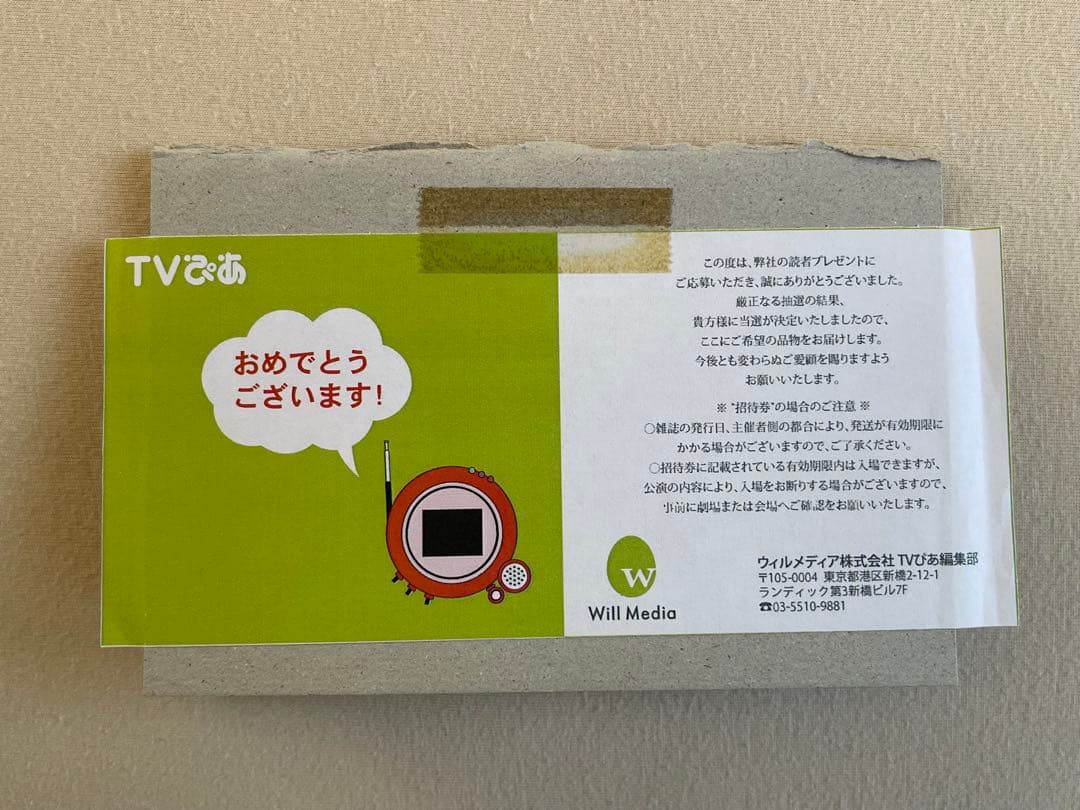 TVぴあ
おめでとう
ございます!
この度は、弊社の読者プレゼントに
ご応募いただき、誠にありがとうございました。
厳正なる抽選の結果、
貴方様に当選が決定いたしましたので、
ここにご希望の品物をお届けします。
今後とも変わらぬご愛顧を賜りますよう
お願いいたします。
※ "招待券"の場合のご注意 ※
○雑誌の発行日、主催者側の都合により、発送が有効期限に
かかる場合がございますので、ご了承ください。
○招待券に記載されている有効期限内は入場できますが、
公演の内容により、入場をお断りする場合がございますので、
事前に劇場または会場へご確認をお願いいたします。
W
Will Media
ウィルメディア株式会社 TVぴあ編集部
〒105-0004 東京都港区新橋2-12-1
ランディック第3新橋ビル7F
☎03-5510-9881